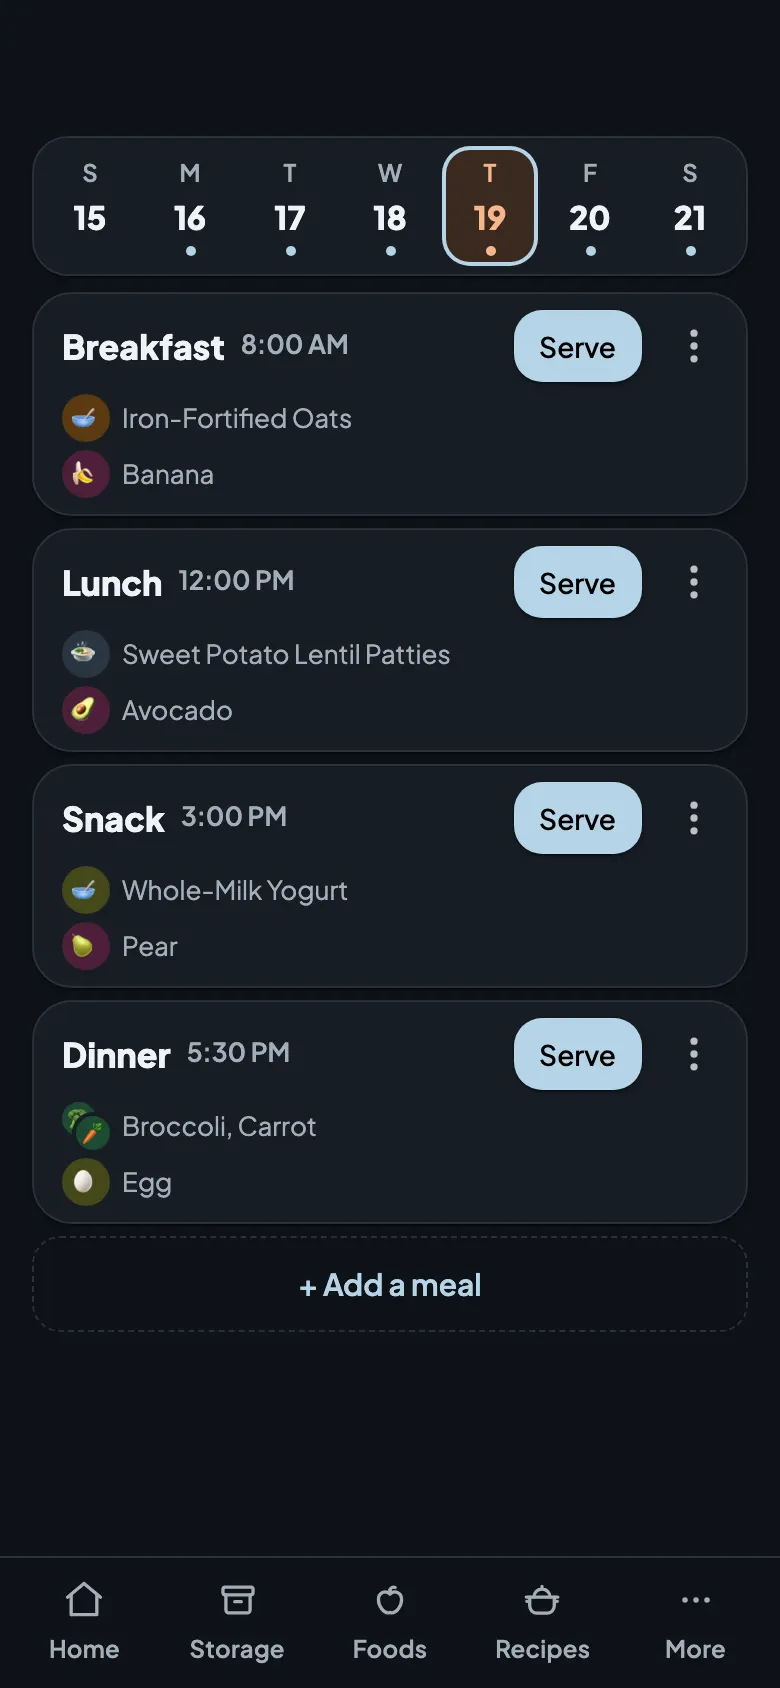 S M T W T F S
15 16 17 18 19 20 21
Breakfast 8:00 AM Serve
Iron-Fortified Oats
Banana
Lunch 12:00 PM Serve
Sweet Potato Lentil Patties
Avocado
Snack 3:00 PM Serve
Whole-Milk Yogurt
Pear
Dinner 5:30 PM Serve
Broccoli, Carrot
Egg
+ Add a meal
Home Storage Foods Recipes More